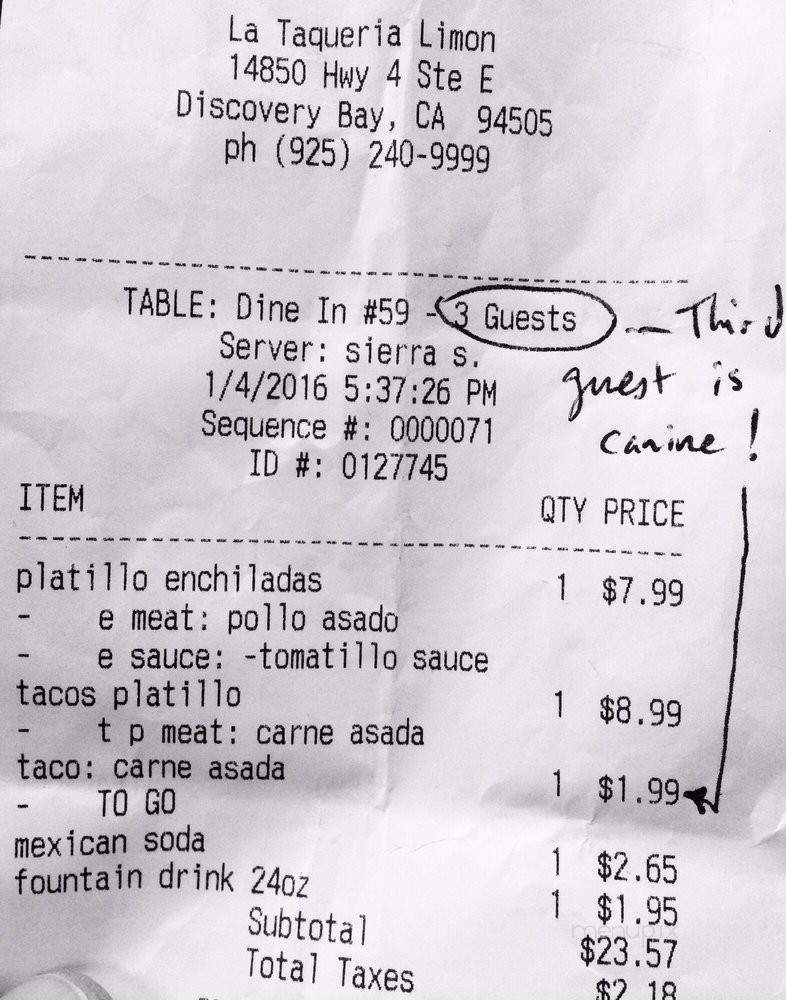 La Taqueria Limon
14850 Hwy 4 Ste E
Discovery Bay, CA 94505
ph (925) 240-9999
TABLE: Dine In #59 - 3 Guests - Third
guest is
canine!
Server: sierra s.
1/4/2016 5:37:26 PM
Sequence #: 0000071
ID #: 0127745
ITEM QTY PRICE
platillo enchiladas 1 $7.99
- e meat: pollo asado
- e sauce: -tomatillo sauce
tacos platillo 1 $8.99
- t p meat: carne asada
taco: carne asada 1 $1.99
- TO GO
mexican soda 1 $2.65
fountain drink 24oz 1 $1.95
Subtotal $23.57
Total Taxes $2.18
menupix